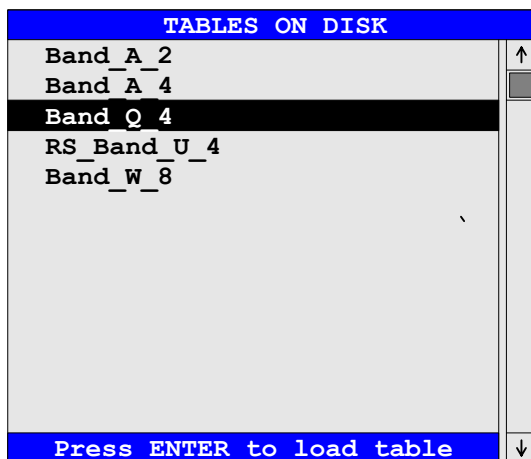 TABLES ON DISK
Band_A_2
Band_A_4
Band_Q_4
RS_Band_U_4
Band_W_8
Press ENTER to load table